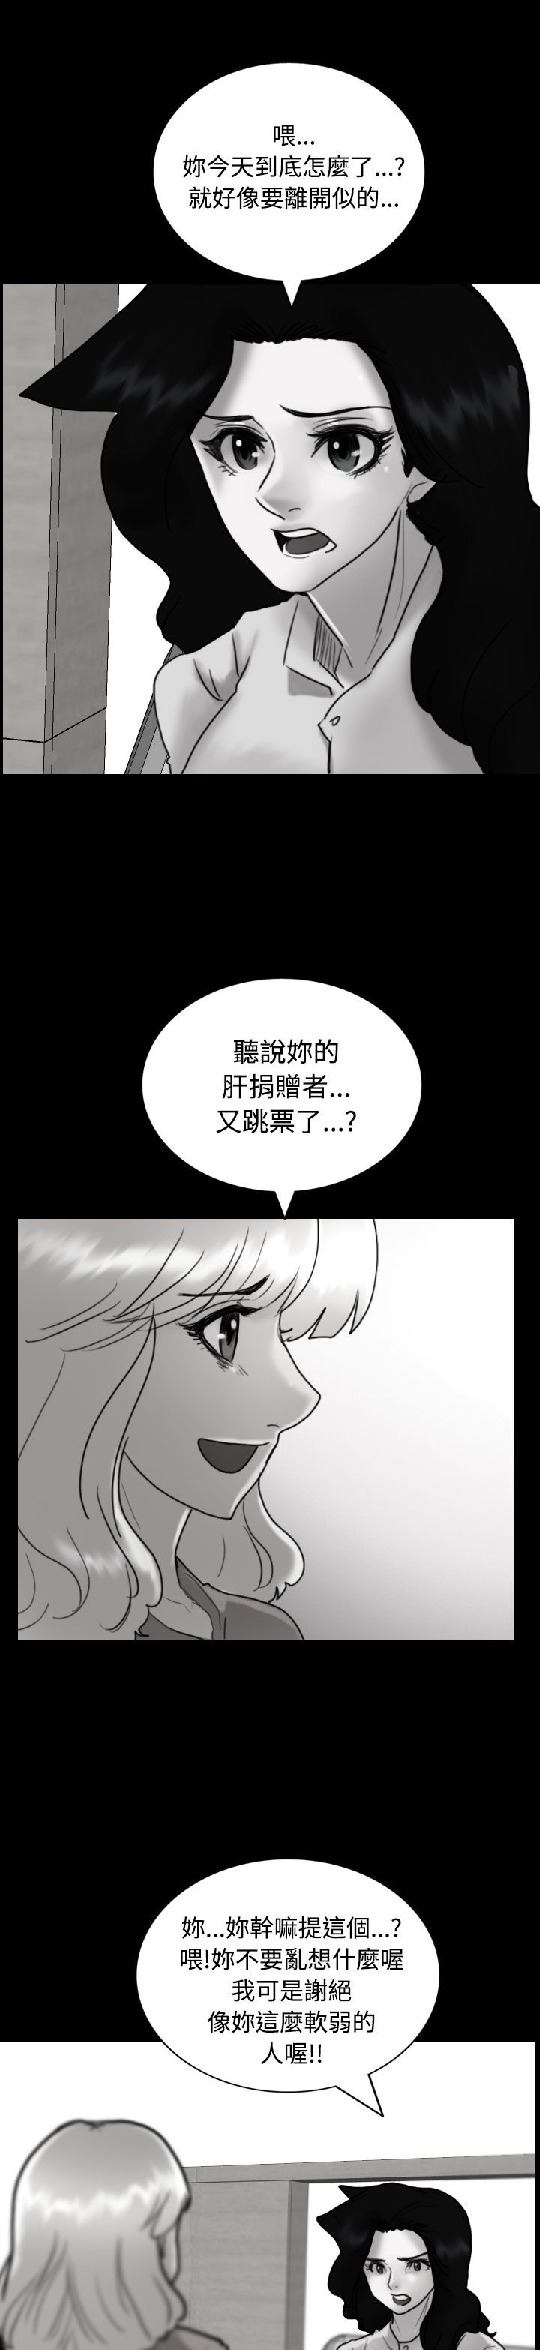 喂...
妳今天到底怎麼了...?
就好像要離開似的...
聽說妳的
肝捐贈者...
又跳票了...?
妳...妳幹嘛提這個...?
喂!妳不要亂想什麼喔
我可是謝絕
像妳這麼軟弱的
人喔!!